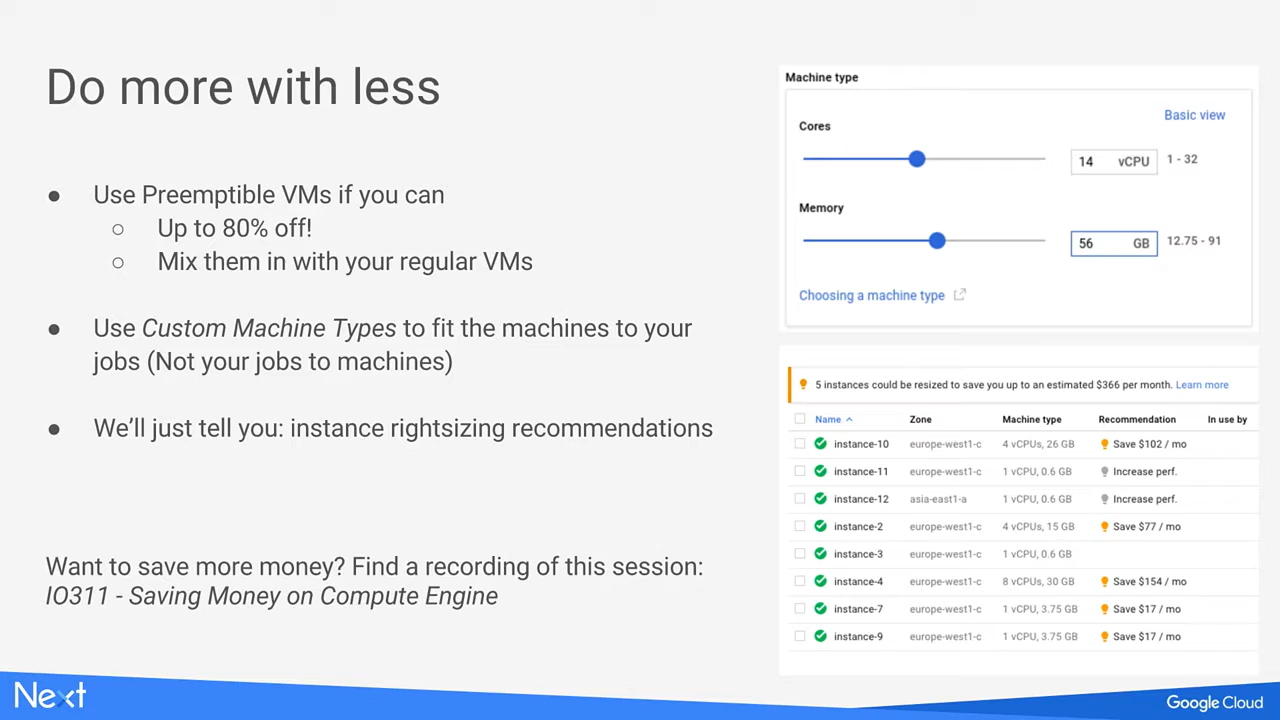 Do more with less
● Use Preemptible VMs if you can
○ Up to 80% off!
○ Mix them in with your regular VMs
● Use Custom Machine Types to fit the machines to your
jobs (Not your jobs to machines)
● We'll just tell you: instance rightsizing recommendations
Want to save more money? Find a recording of this session:
IO311 - Saving Money on Compute Engine
Machine type
Basic view
Cores
14 vCPU 1 - 32
Memory
56 GB 12.75 - 91
Choosing a machine type
5 instances could be resized to save you up to an estimated $366 per month. Learn more
Name Zone Machine type Recommendation In use by
instance-10 europe-west1-c 4 vCPUs, 26 GB Save $102 / mo
instance-11 europe-west1-c 1 vCPU, 0.6 GB Increase perf.
instance-12 asia-east1-a 1 vCPU, 0.6 GB Increase perf.
instance-2 europe-west1-c 4 vCPUs, 15 GB Save $77 / mo
instance-3 europe-west1-c 1 vCPU, 0.6 GB
instance-4 europe-west1-c 8 vCPUs, 30 GB Save $154 / mo
instance-7 europe-west1-c 1 vCPU, 3.75 GB Save $17 / mo
instance-9 europe-west1-c 1 vCPU, 3.75 GB Save $17 / mo
Next
Google Cloud